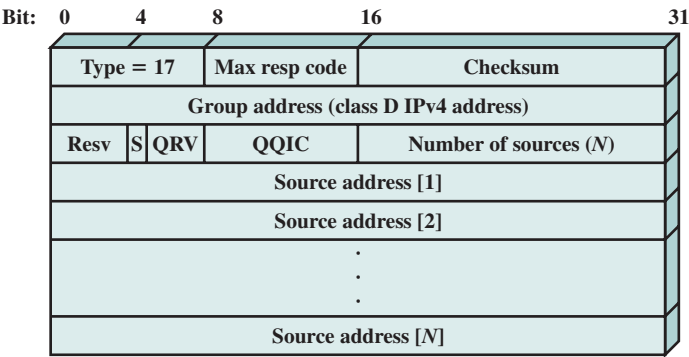 Bit: 0 4 8 16 31
Type = 17 Max resp code Checksum
Group address (class D IPv4 address)
Resv S QRV QQIC Number of sources (N)
Source address [1]
Source address [2]
.
.
.
Source address [N]